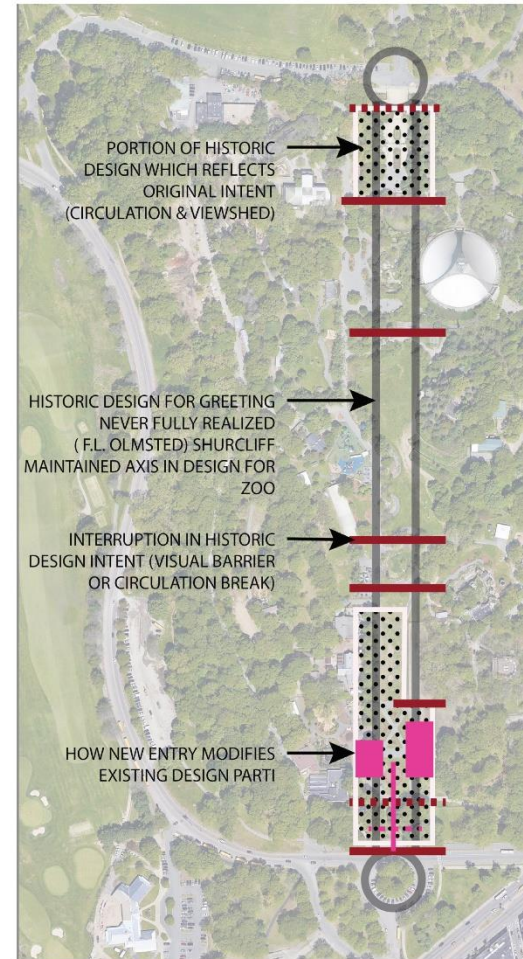 PORTION OF HISTORIC
DESIGN WHICH REFLECTS
ORIGINAL INTENT
(CIRCULATION & VIEWSHED)
HISTORIC DESIGN FOR GREETING
NEVER FULLY REALIZED
( F.L. OLMSTED) SHURCLIFF
MAINTAINED AXIS IN DESIGN FOR
ZOO
INTERRUPTION IN HISTORIC
DESIGN INTENT (VISUAL BARRIER
OR CIRCULATION BREAK)
HOW NEW ENTRY MODIFIES
EXISTING DESIGN PARTI